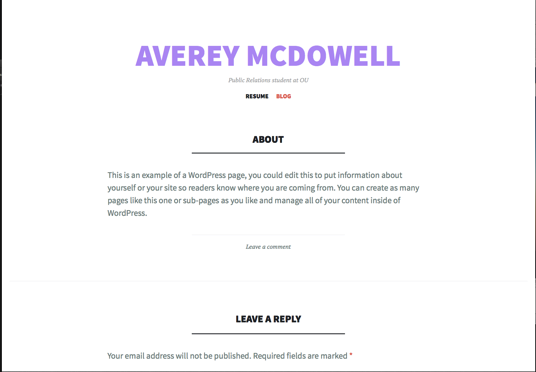 AVEREY MCDOWELL
Public Relations student at OU
RESUME BLOG
ABOUT
This is an example of a WordPress page, you could edit this to put information about
yourself or your site so readers know where you are coming from. You can create as many
pages like this one or sub-pages as you like and manage all of your content inside of
WordPress.
Leave a comment
LEAVE A REPLY
Your email address will not be published. Required fields are marked *